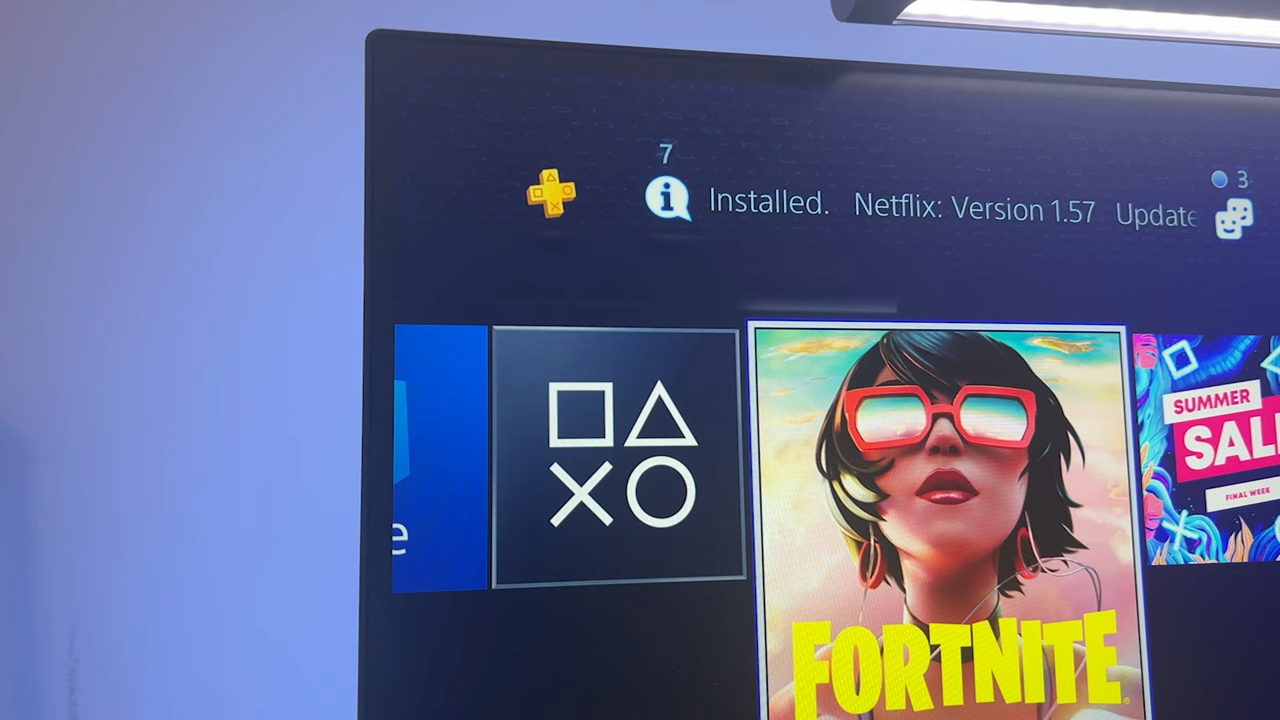 7
Installed. Netflix: Version 1.57 Update
3
e
SUMMER
SAL
FINAL WEEK
FORTNITE